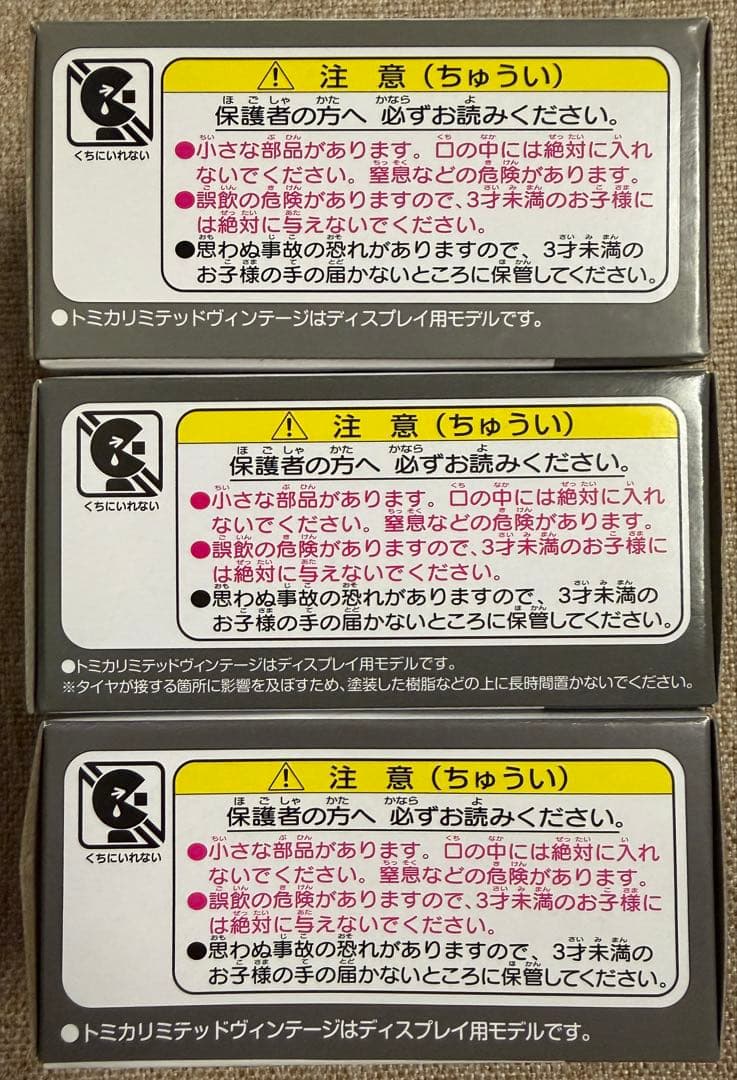 くちにいれない
注 意 (ちゅうい)
保護者の方へ 必ずお読みください。
●小さな部品があります。口の中には絶対に入れ
ないでください。窒息などの危険があります。
●誤飲の危険がありますので、3才未満のお子様に
は絶対に与えないでください。
●思わぬ事故の恐れがありますので、3才未満の
お子様の手の届かないところに保管してください。
●トミカリミテッドヴィンテージはディスプレイ用モデルです。
くちにいれない
注 意 (ちゅうい)
保護者の方へ 必ずお読みください。
●小さな部品があります。口の中には絶対に入れ
ないでください。窒息などの危険があります。
●誤飲の危険がありますので、3才未満のお子様に
は絶対に与えないでください。
●思わぬ事故の恐れがありますので、3才未満の
お子様の手の届かないところに保管してください。
●トミカリミテッドヴィンテージはディスプレイ用モデルです。
※タイヤが接する箇所に影響を及ぼすため、塗装した樹脂などの上に長時間置かないでください。
くちにいれない
注 意 (ちゅうい)
保護者の方へ 必ずお読みください。
●小さな部品があります。口の中には絶対に入れ
ないでください。窒息などの危険があります。
●誤飲の危険がありますので、3才未満のお子様に
は絶対に与えないでください。
●思わぬ事故の恐れがありますので、3才未満の
お子様の手の届かないところに保管してください。
●トミカリミテッドヴィンテージはディスプレイ用モデルです。